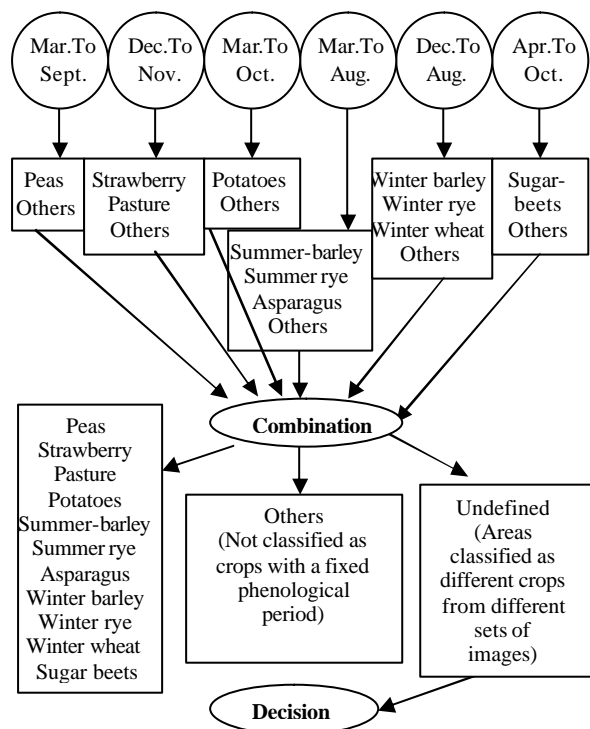 Mar.To
Sept.
Dec.To
Nov.
Mar.To
Oct.
Mar.To
Aug.
Dec.To
Aug.
Apr.To
Oct.
Peas
Others
Strawberry
Pasture
Others
Potatoes
Others
Summer-barley
Summer rye
Asparagus
Others
Winter barley
Winter rye
Winter wheat
Others
Sugar-
beets
Others
Combination
Peas
Strawberry
Pasture
Potatoes
Summer-barley
Summer rye
Asparagus
Winter barley
Winter rye
Winter wheat
Sugar beets
Others
(Not classified as
crops with a fixed
phenological
period)
Undefined
(Areas
classified as
different crops
from different
sets of
images)
Decision